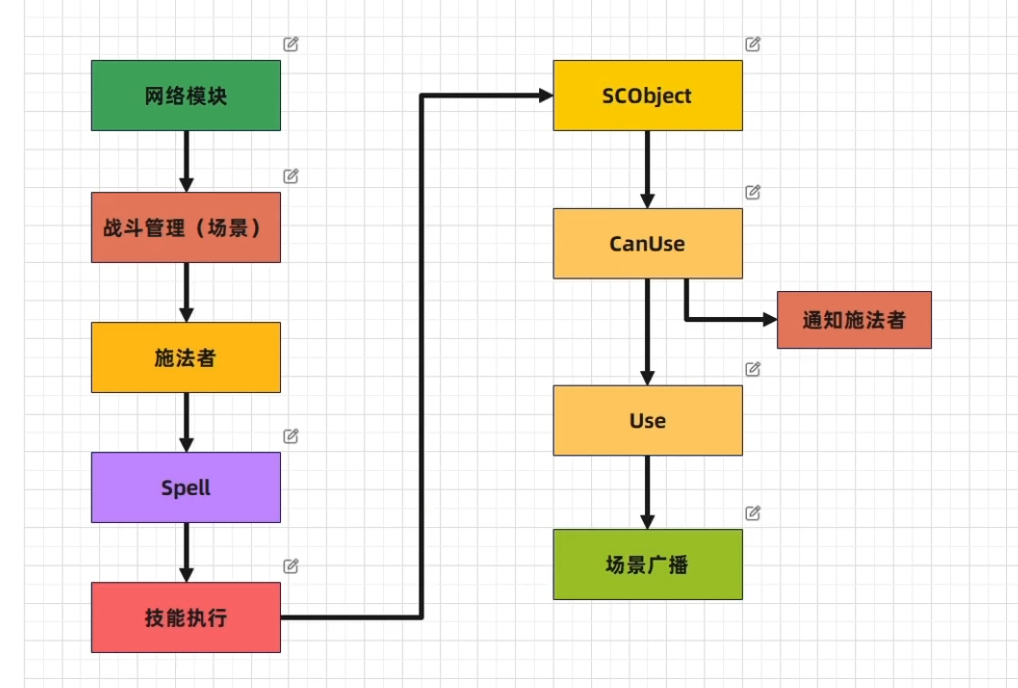 网络模块
战斗管理（场景）
施法者
Spell
技能执行
SCObject
CanUse
通知施法者
Use
场景广播